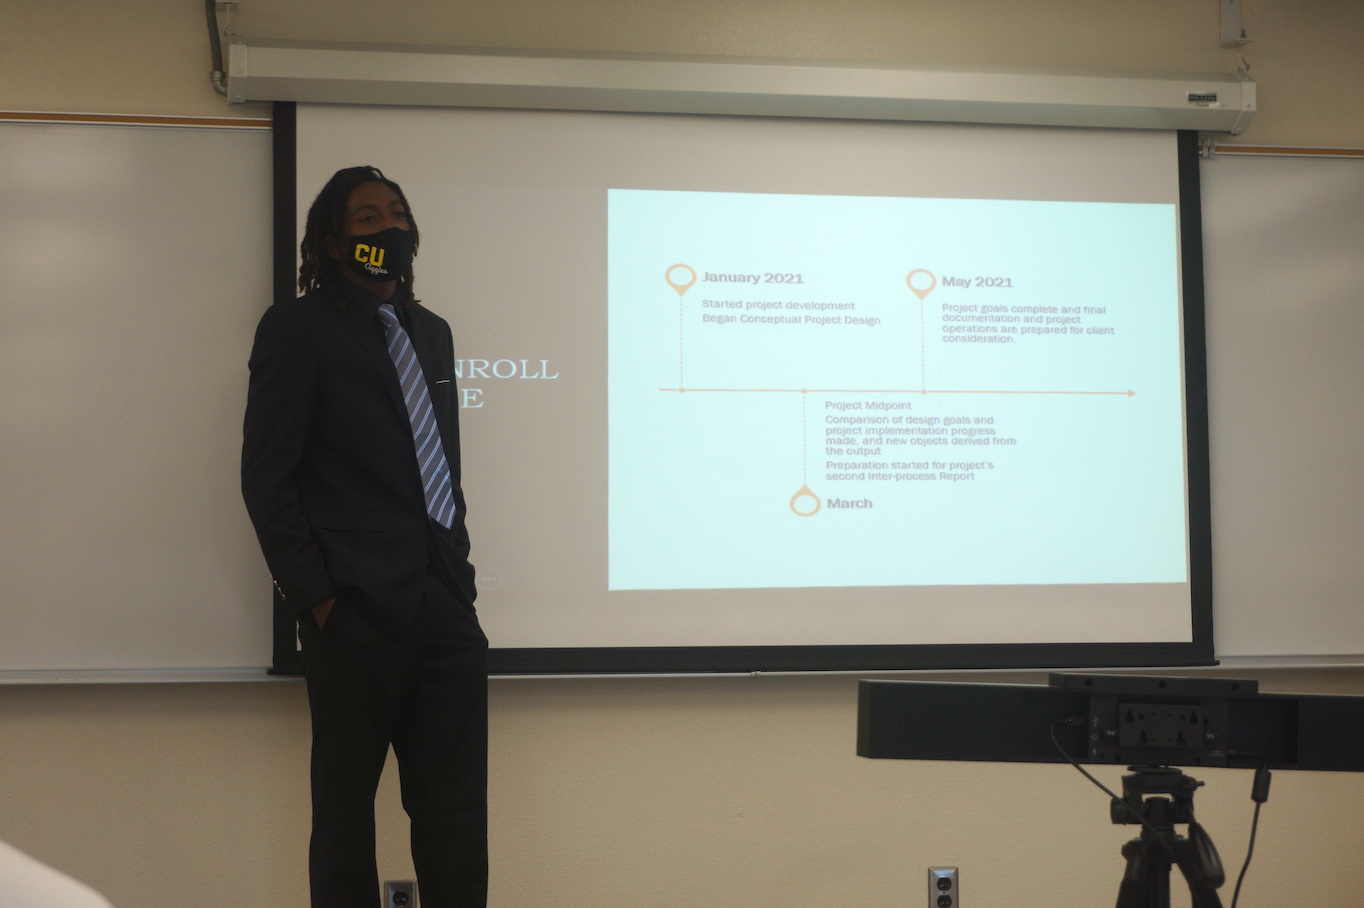 CU
Aggies
NROLL
E
January 2021
Started project development
Began Conceptual Project Design
May 2021
Project goals complete and final
documentation and project
operations are prepared for client
consideration.
Project Midpoint
Comparison of design goals and
project implementation progress
made, and new objects derived from
the output
Preparation started for project's
second Inter-process Report
March